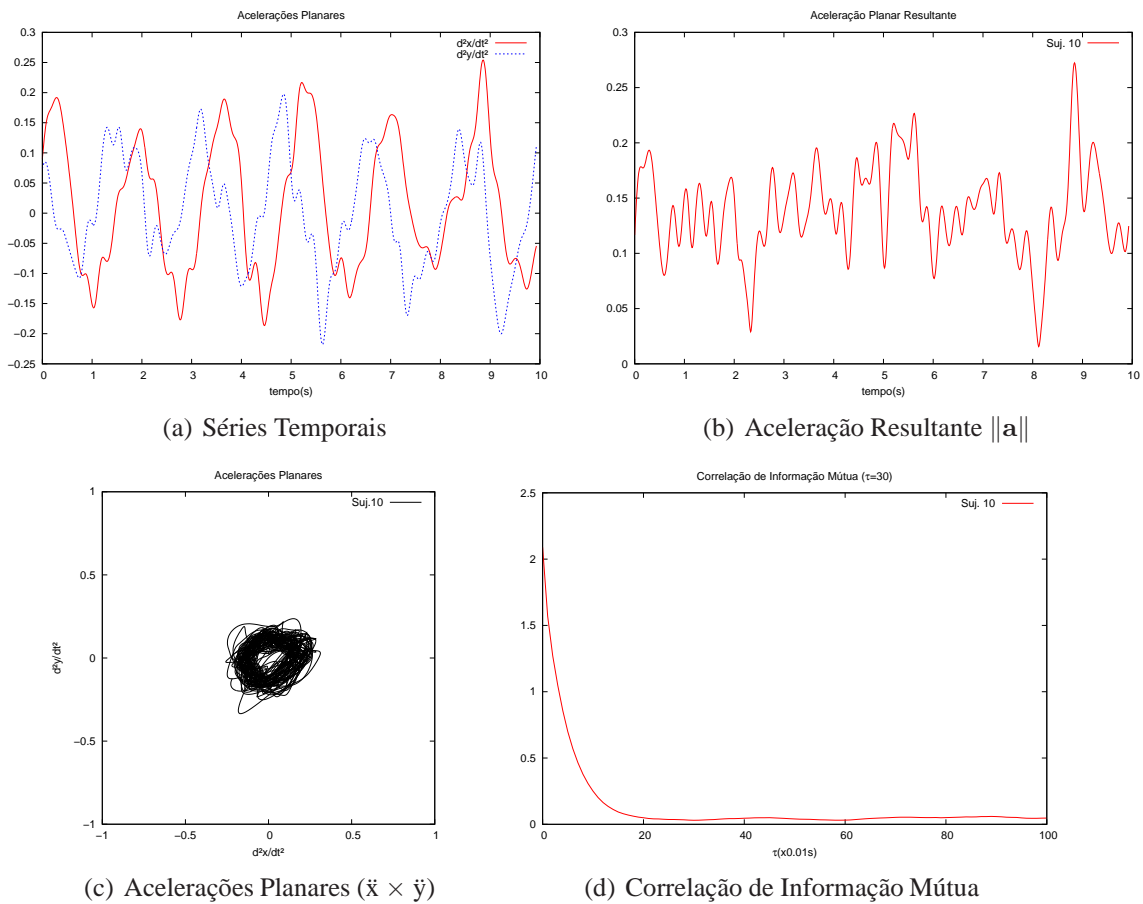 Acelerações Planares
0.3
0.25
0.2
0.15
0.1
0.05
0
−0.05
−0.1
−0.15
−0.2
−0.25
0 1 2 3 4 5 6 7 8 9 10
tempo(s)
d²x/dt²
d²y/dt²
(a) Séries Temporais
Aceleração Planar Resultante
0.3
0.25
0.2
0.15
0.1
0.05
0
0 1 2 3 4 5 6 7 8 9 10
tempo(s)
Suj. 10
(b) Aceleração Resultante ‖a‖
Acelerações Planares
1
0.5
0
−0.5
−1
−1 −0.5 0 0.5 1
d²y/dt²
d²x/dt²
Suj.10
(c) Acelerações Planares (ẍ × ÿ)
Correlação de Informação Mútua (τ=30)
2.5
2
1.5
1
0.5
0
0 20 40 60 80 100
τ(x0.01s)
Suj. 10
(d) Correlação de Informação Mútua